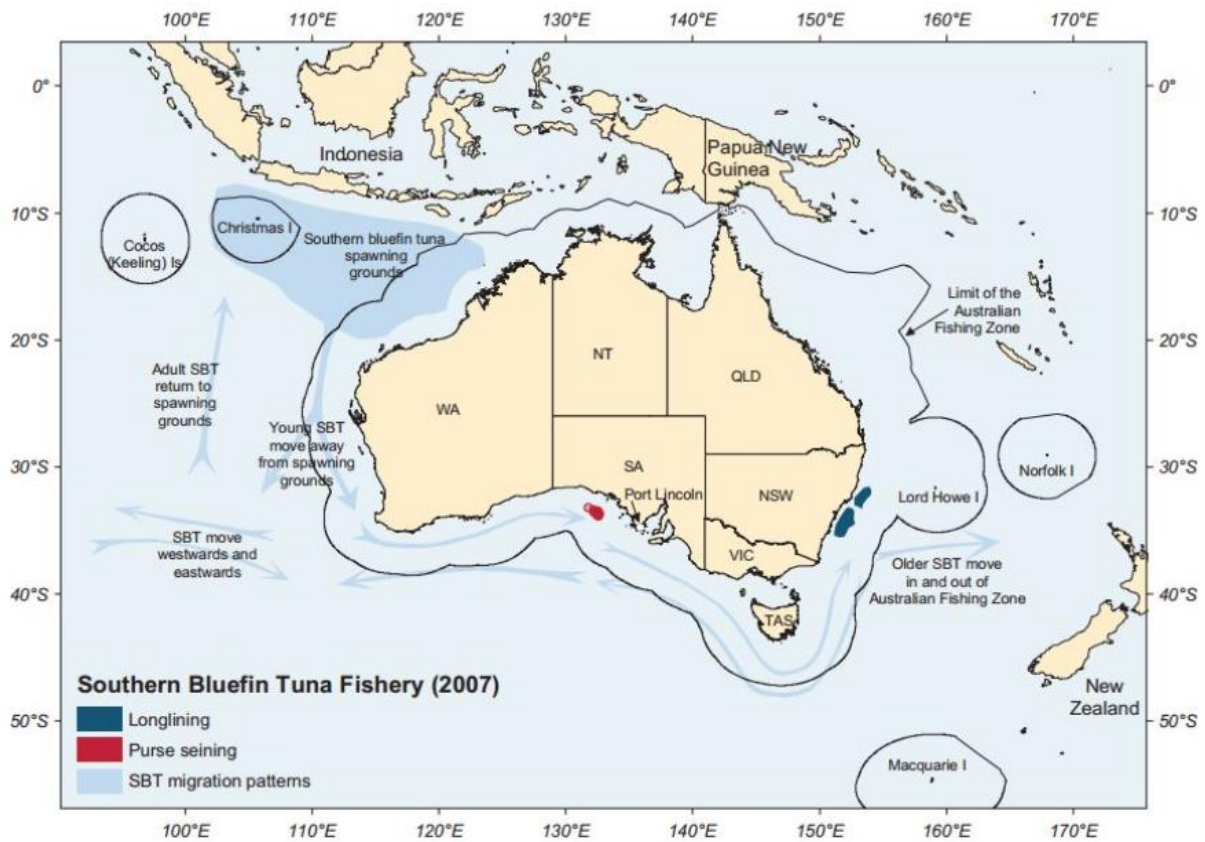 100°E 110°E 120°E 130°E 140°E 150°E 160°E 170°E
0° 0°
Indonesia
Papua New
Guinea
10°S 10°S
Christmas I
Cocos
(Keeling) Is
Southern bluefin tuna
spawning
grounds
Limit of the
Australian
Fishing Zone
20°S 20°S
NT
QLD
WA
Adult SBT
return to
spawning
grounds
Young SBT
move away
from spawning
grounds
30°S 30°S
SA
Port Lincoln
NSW
Lord Howe I
Norfolk I
SBT move
westwards and
eastwards
VIC
Older SBT move
in and out of
Australian Fishing Zone
40°S 40°S
TAS
New
Zealand
Southern Bluefin Tuna Fishery (2007)
Longlining
Purse seining
SBT migration patterns
50°S 50°S
Macquarie I
100°E 110°E 120°E 130°E 140°E 150°E 160°E 170°E